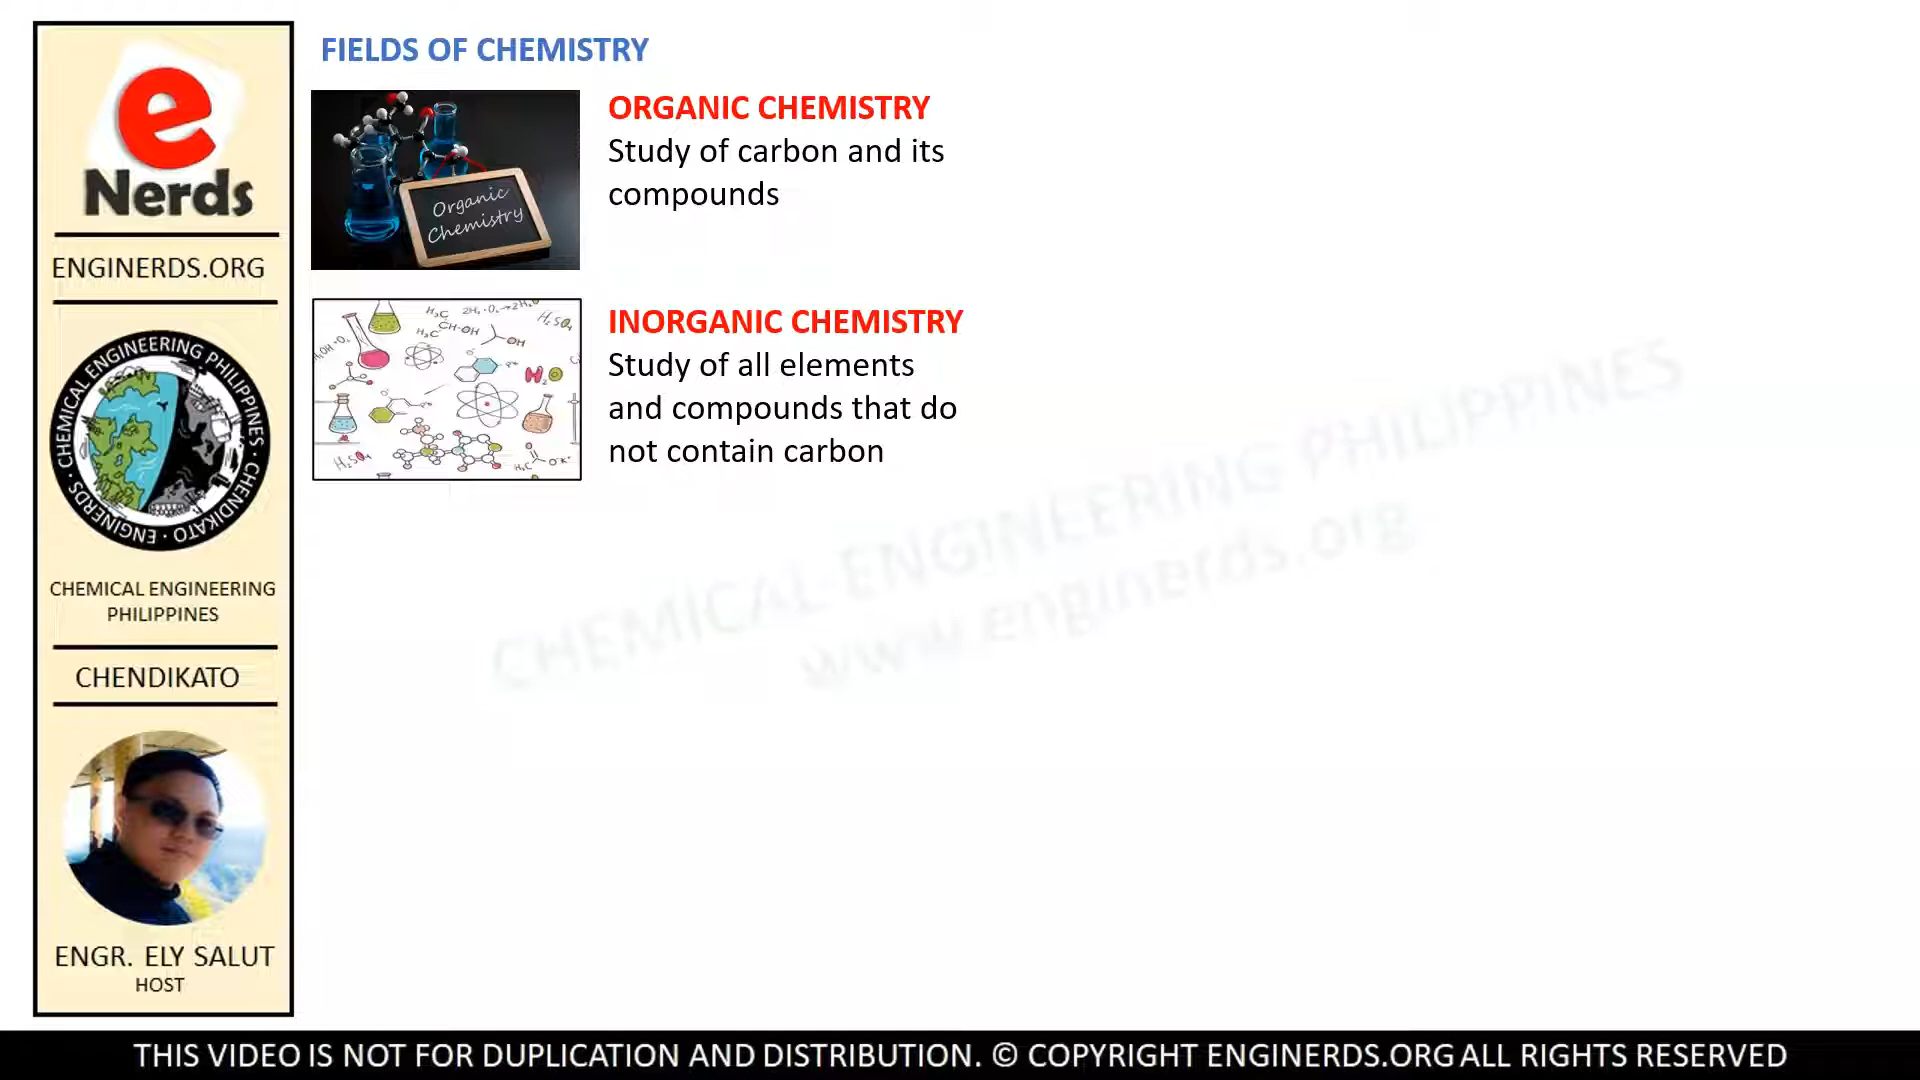 e
Nerds
ENGINERDS.ORG
CHEMICAL ENGINEERING PHILIPPINES · CHENDIKATO · ENGINERDS ·
CHEMICAL ENGINEERING
PHILIPPINES
CHENDIKATO
ENGR. ELY SALUT
HOST
FIELDS OF CHEMISTRY
Organic
Chemistry
ORGANIC CHEMISTRY
Study of carbon and its
compounds
H₂SO₄
H₂SO₄
INORGANIC CHEMISTRY
Study of all elements
and compounds that do
not contain carbon
CHEMICAL ENGINEERING PHILIPPINES
www.enginerds.org
THIS VIDEO IS NOT FOR DUPLICATION AND DISTRIBUTION. © COPYRIGHT ENGINERDS.ORG ALL RIGHTS RESERVED